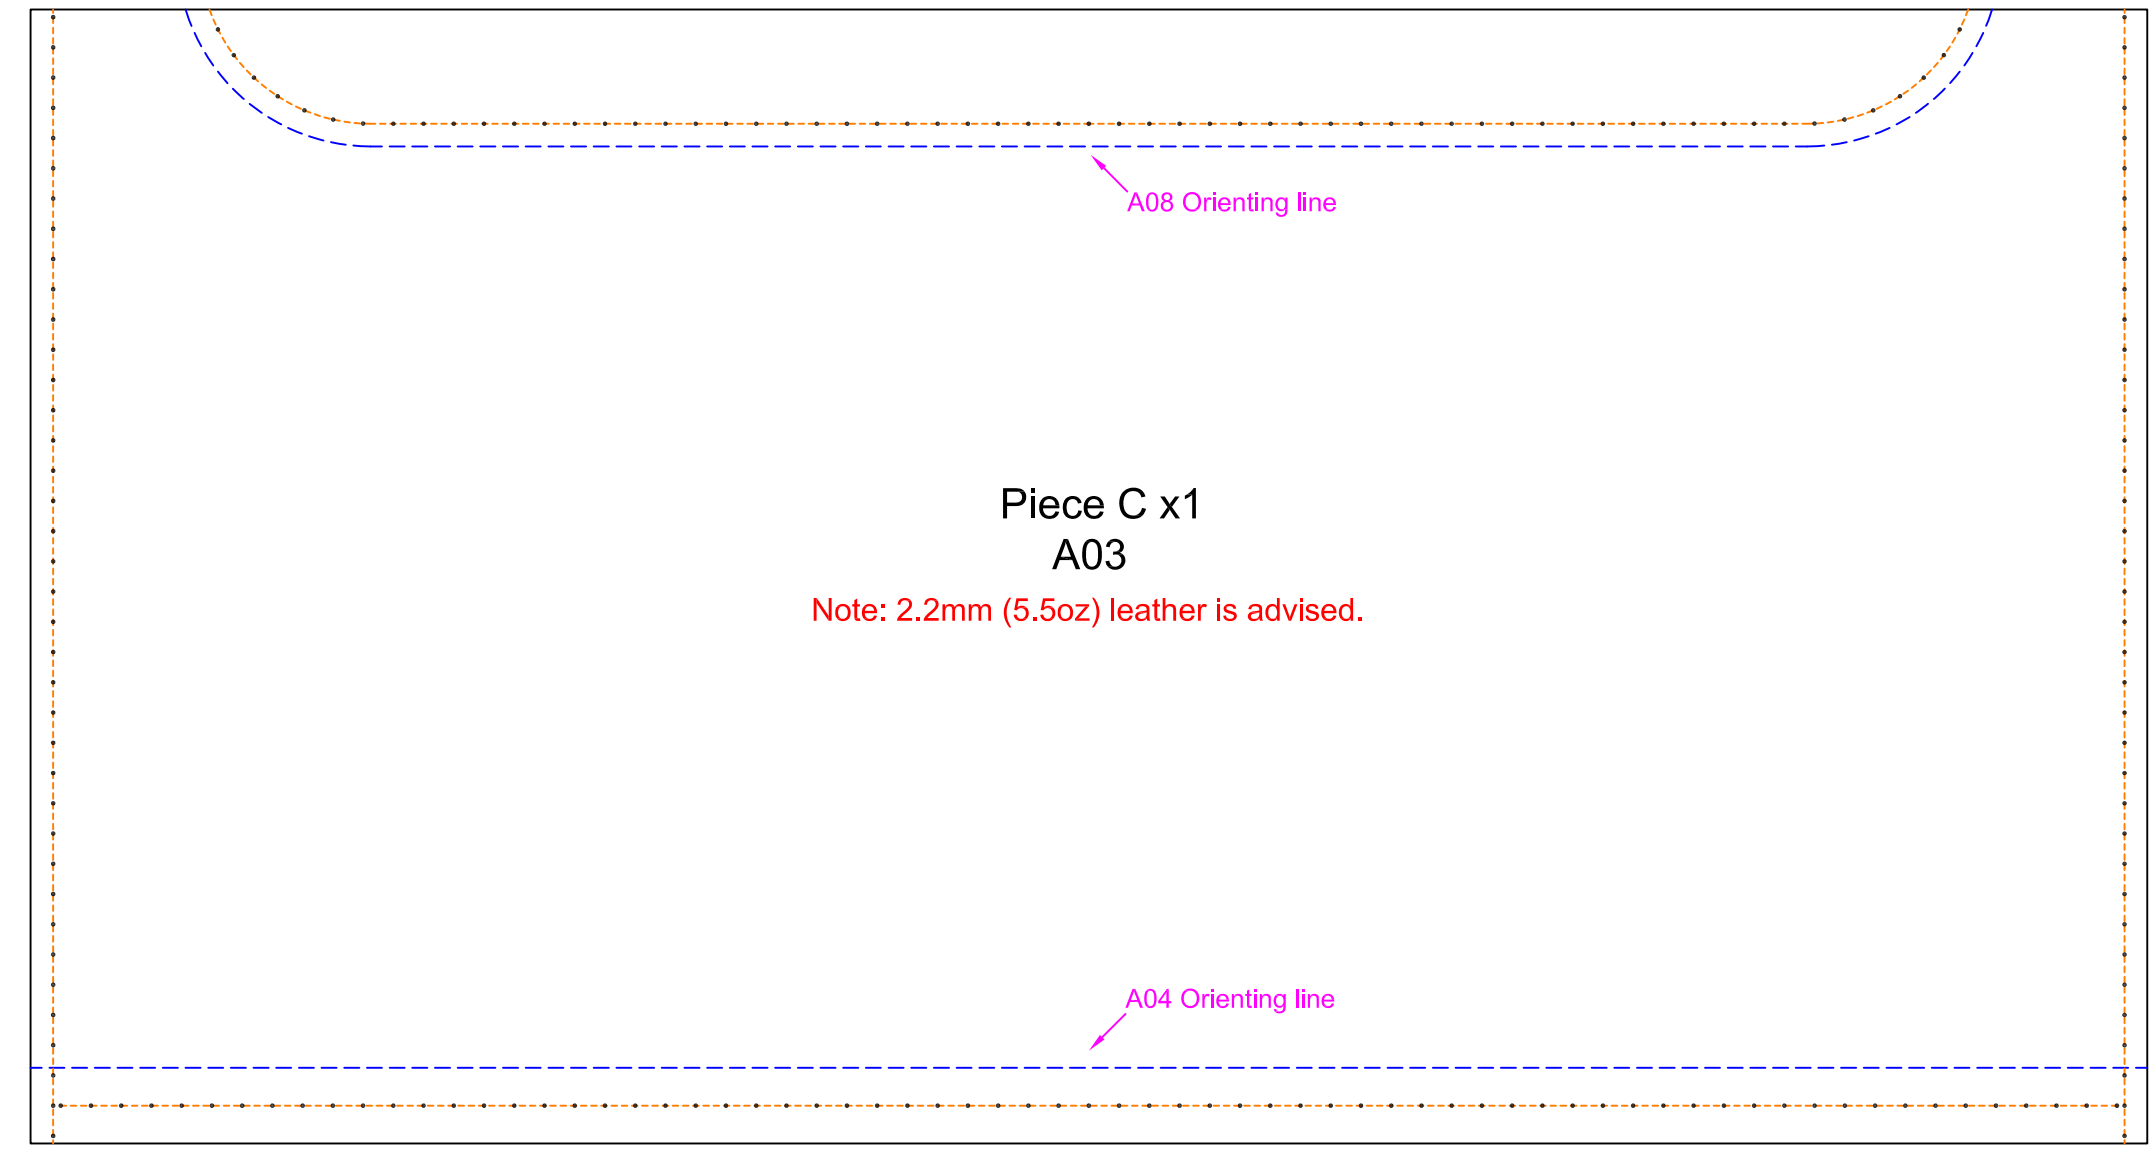 A08 Orienting line
Piece C x1
A03
Note: 2.2mm (5.5oz) leather is advised.
A04 Orienting line